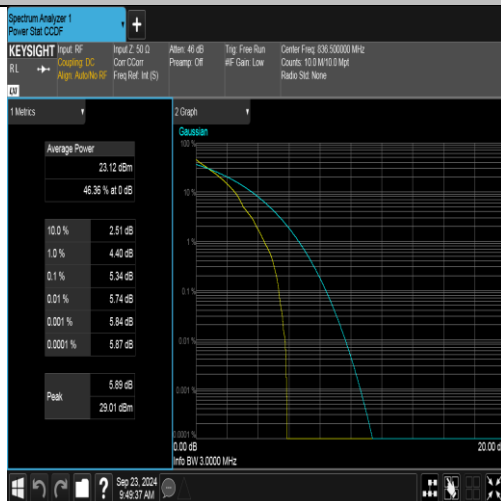 Spectrum Analyzer 1
Power Stat CCDF
+
KEYSIGHT
RL
LXI
Input: RF
Coupling: DC
Align: Auto/No RF
Input Z: 50 Ω
Corr CCorr
Freq Ref: Int (S)
Atten: 46 dB
Preamp: Off
Trig: Free Run
#IF Gain: Low
Center Freq: 836.500000 MHz
Counts: 10.0 M/10.0 Mpt
Radio Std: None
1 Metrics
Average Power
23.12 dBm
46.36 % at 0 dB
10.0 % 2.51 dB
1.0 % 4.40 dB
0.1 % 5.34 dB
0.01 % 5.74 dB
0.001 % 5.84 dB
0.0001 % 5.87 dB
Peak
5.89 dB
29.01 dBm
2 Graph
Gaussian
100 %
10 %
1 %
0.1 %
0.01 %
0.001 %
0.0001 %
0.00 dB
20.00 d
Info BW 3.0000 MHz
?
Sep 23, 2024
9:49:37 AM